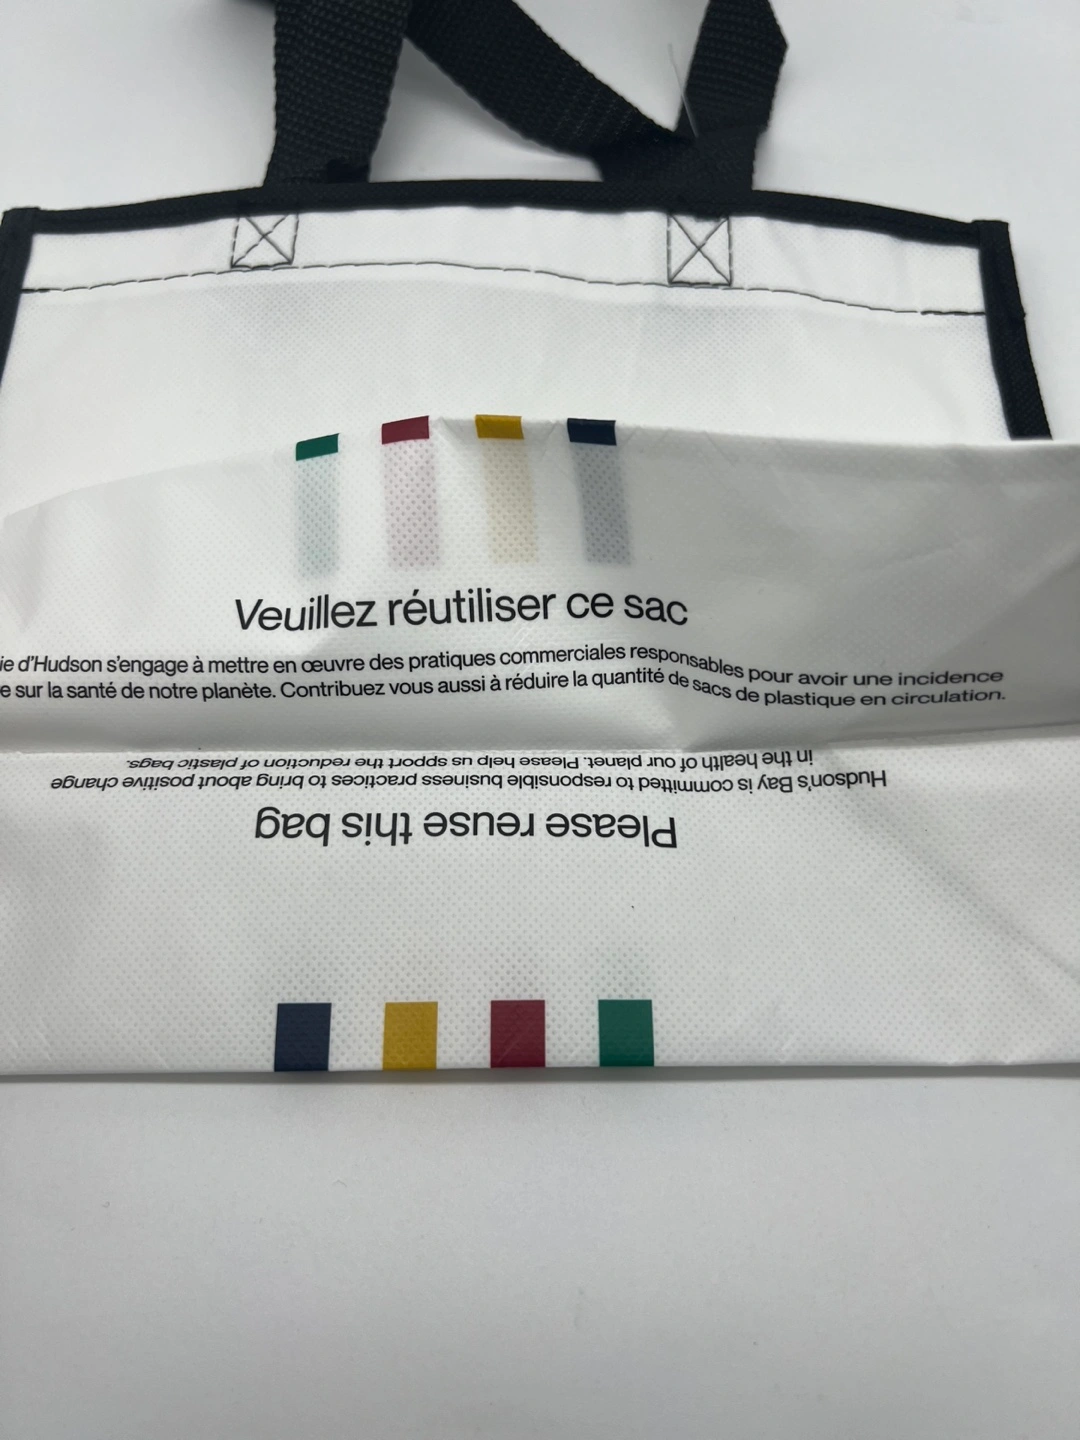 Veuillez réutiliser ce sac
d'Hudson s'engage à mettre en œuvre des pratiques commerciales responsables pour avoir une incidence
sur la santé de notre planète. Contribuez vous aussi à réduire la quantité de sacs de plastique en circulation.
Please reuse this bag
Hudson's Bay is committed to responsible business practices to bring about positive change
in the health of our planet. Please help us support the reduction of plastic bags.